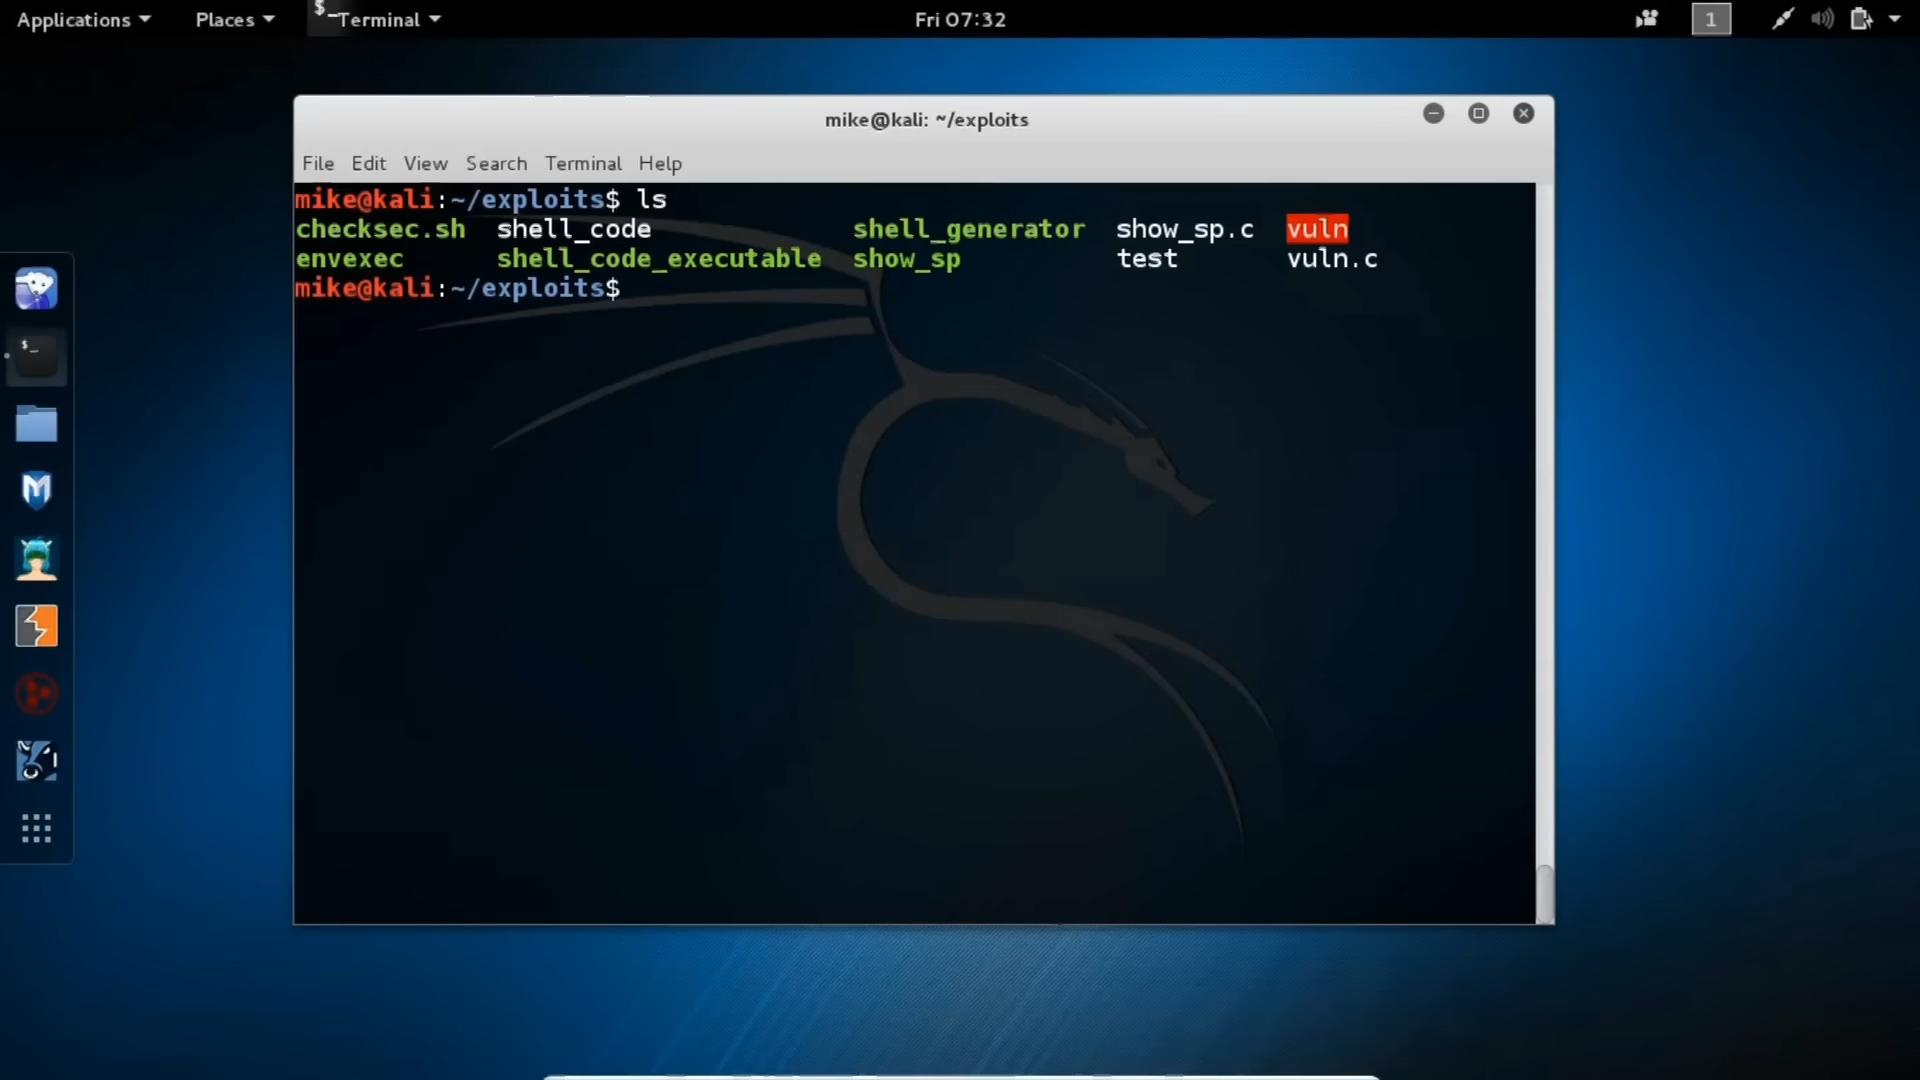 Applications Places $_ Terminal Fri 07:32 1
mike@kali: ~/exploits
File Edit View Search Terminal Help
mike@kali:~/exploits$ ls
checksec.sh shell_code shell_generator show_sp.c vuln
envexec shell_code_executable show_sp test vuln.c
mike@kali:~/exploits$
$_